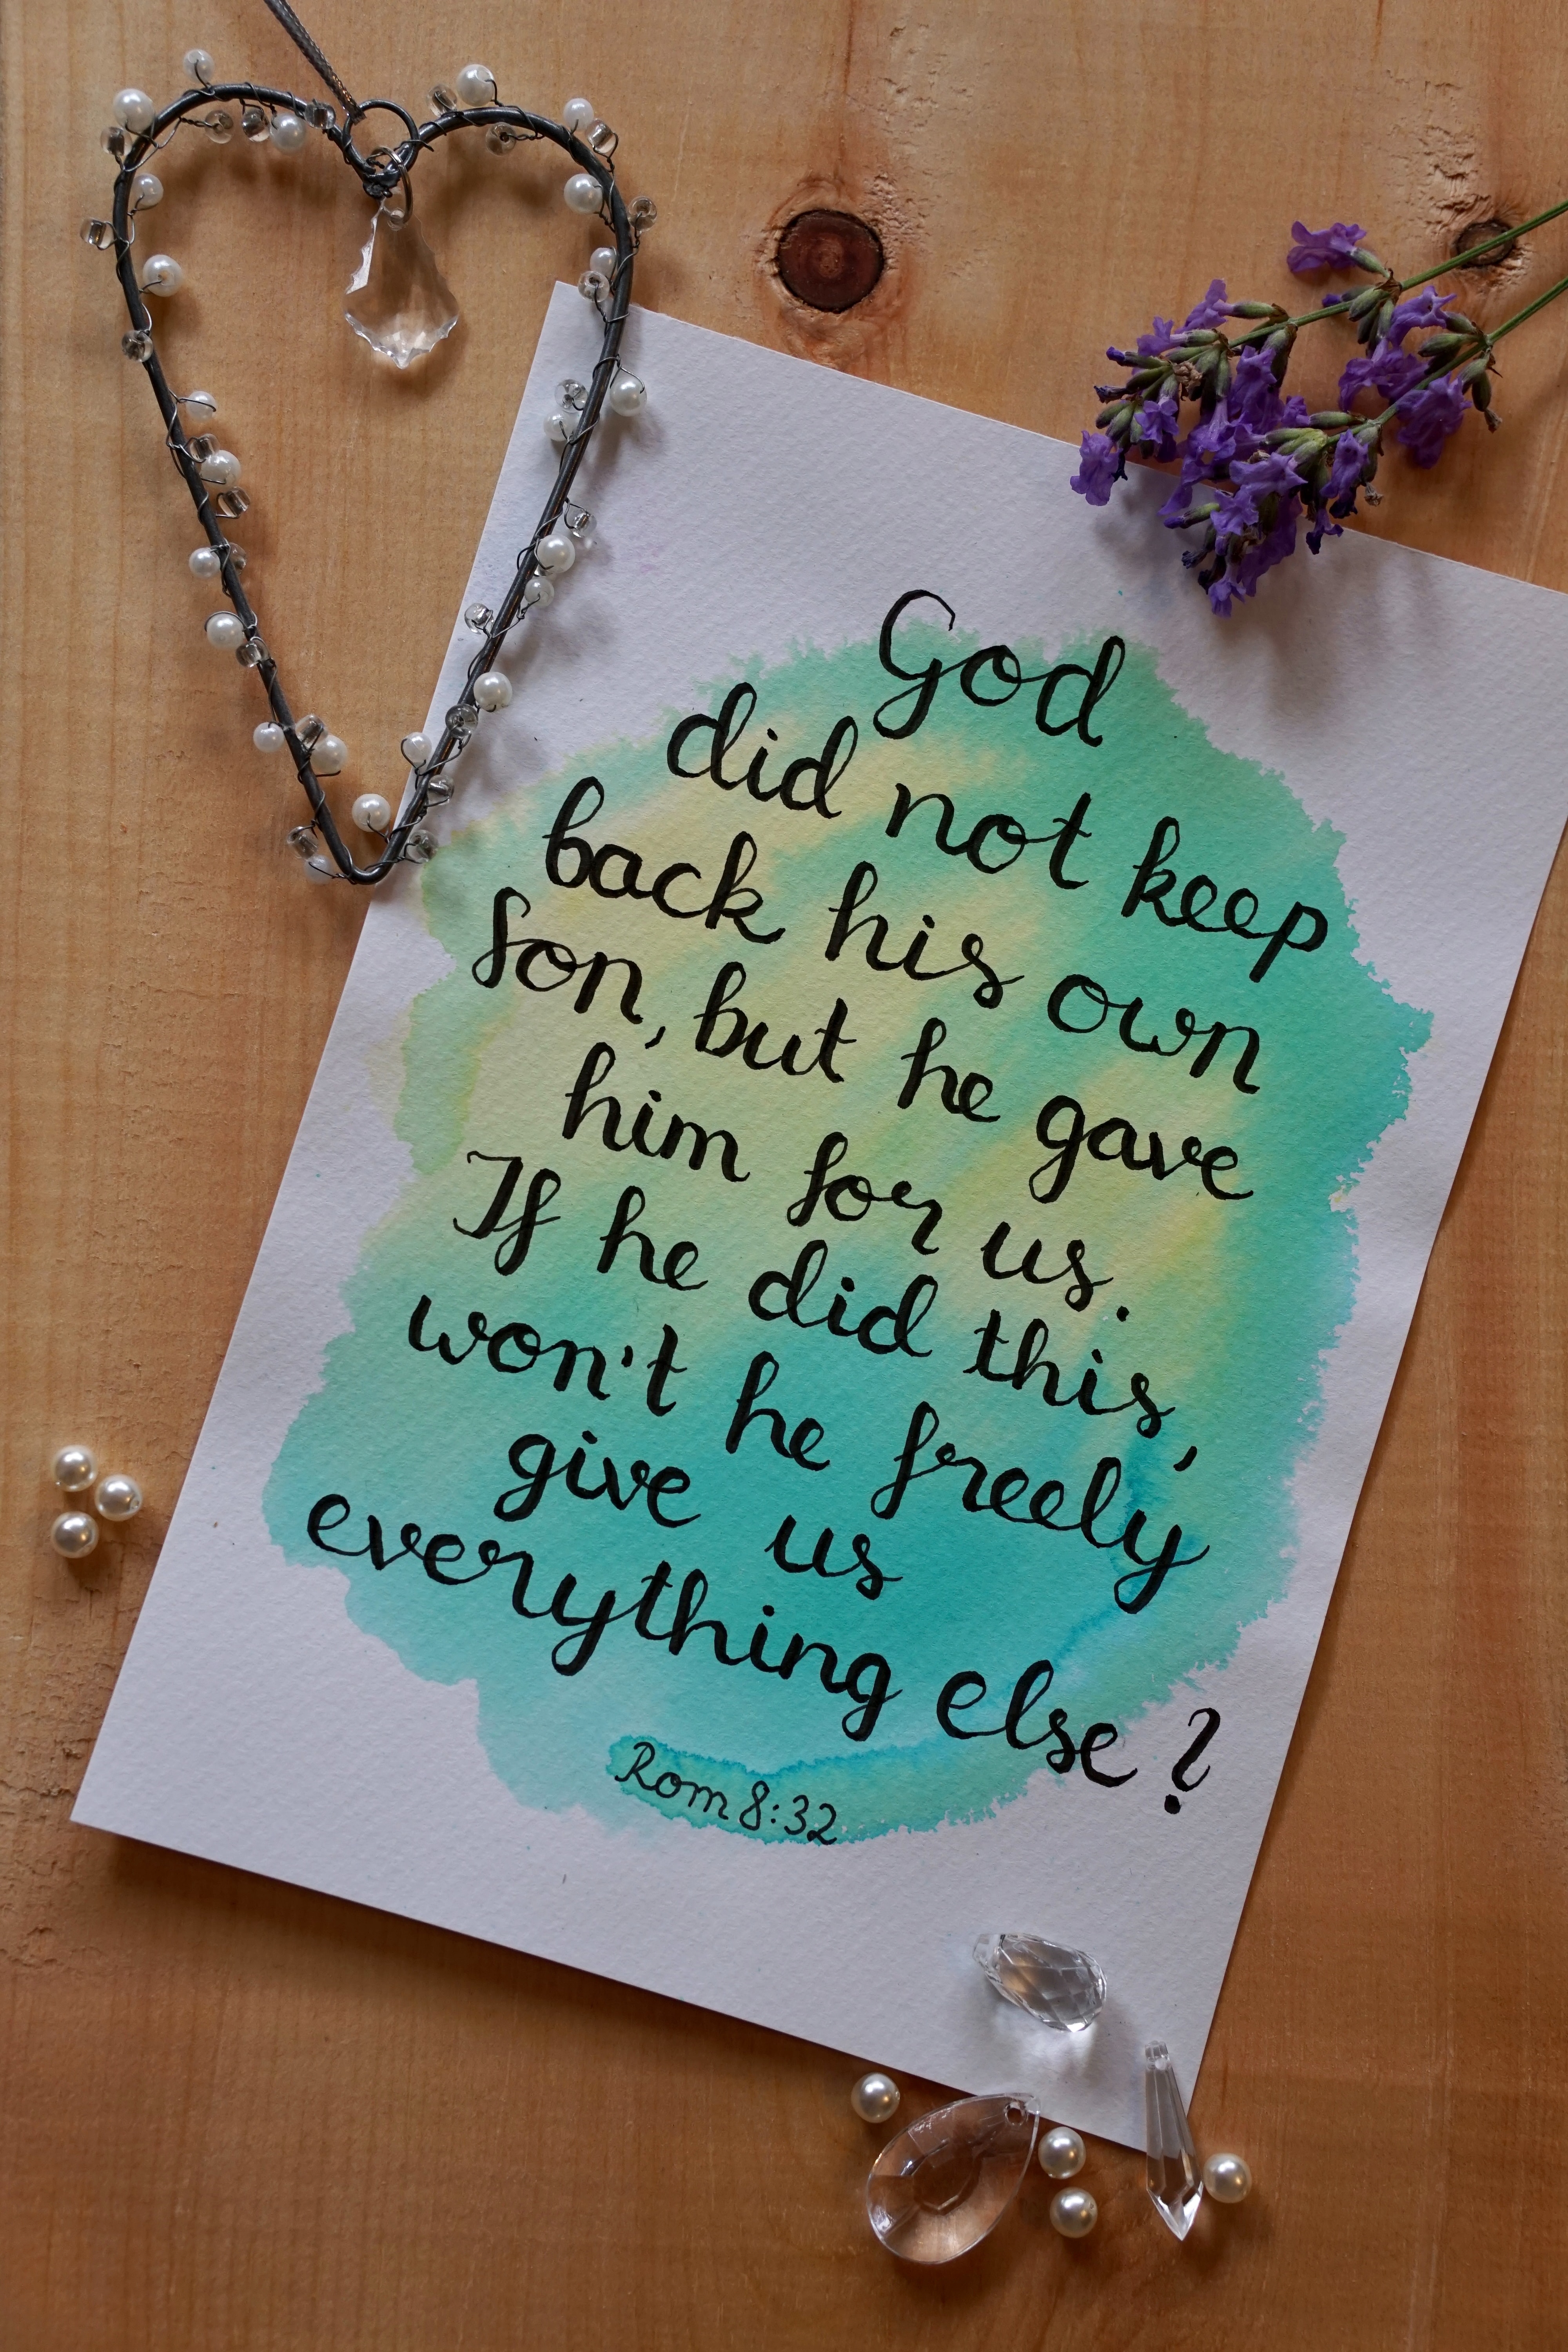 God
did not keep
back his own
son, but he gave
him for us.
If he did this,
won't he freely
give us
everything else?
Rom 8:32